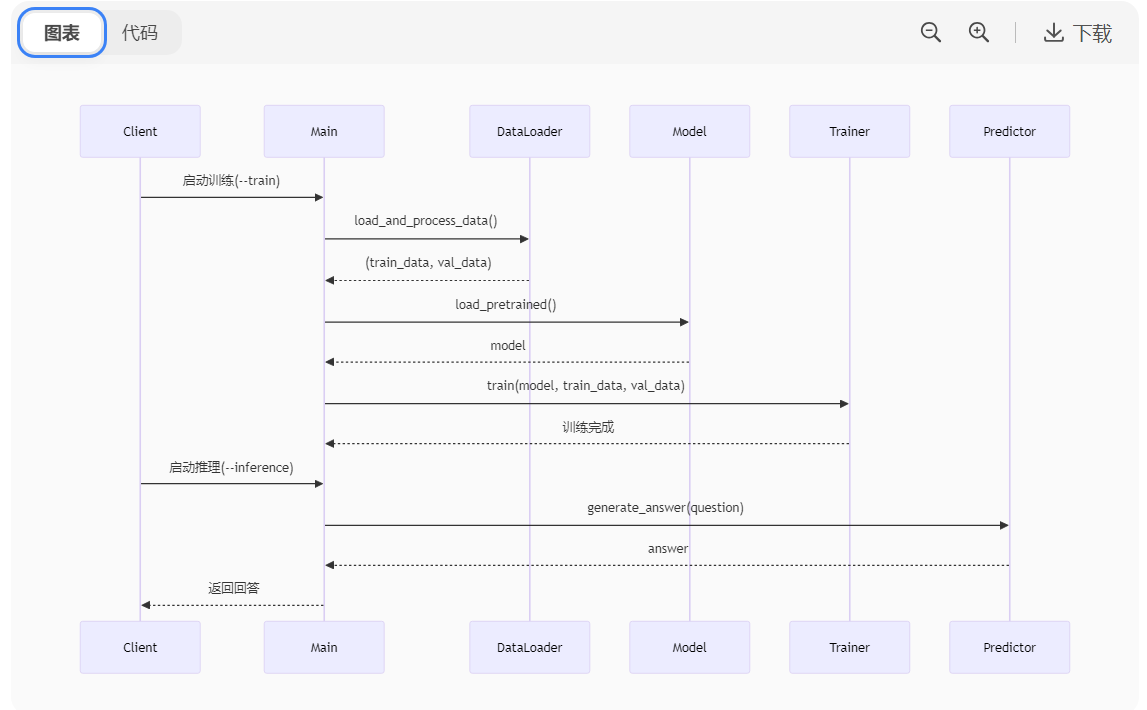 图表
代码
下载
Client
Main
DataLoader
Model
Trainer
Predictor
启动训练(--train)
load_and_process_data()
(train_data, val_data)
load_pretrained()
model
train(model, train_data, val_data)
训练完成
启动推理(--inference)
generate_answer(question)
answer
返回回答
Client
Main
DataLoader
Model
Trainer
Predictor